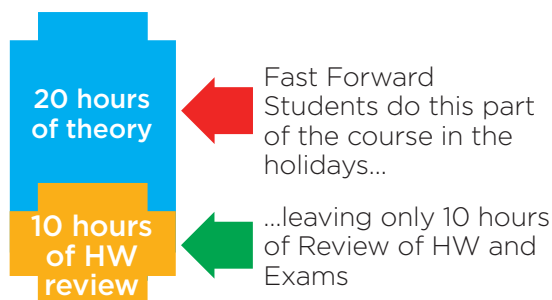 20 hours
of theory
Fast Forward
Students do this part
of the course in the
holidays...
10 hours
of HW
review
...leaving only 10 hours
of Review of HW and
Exams